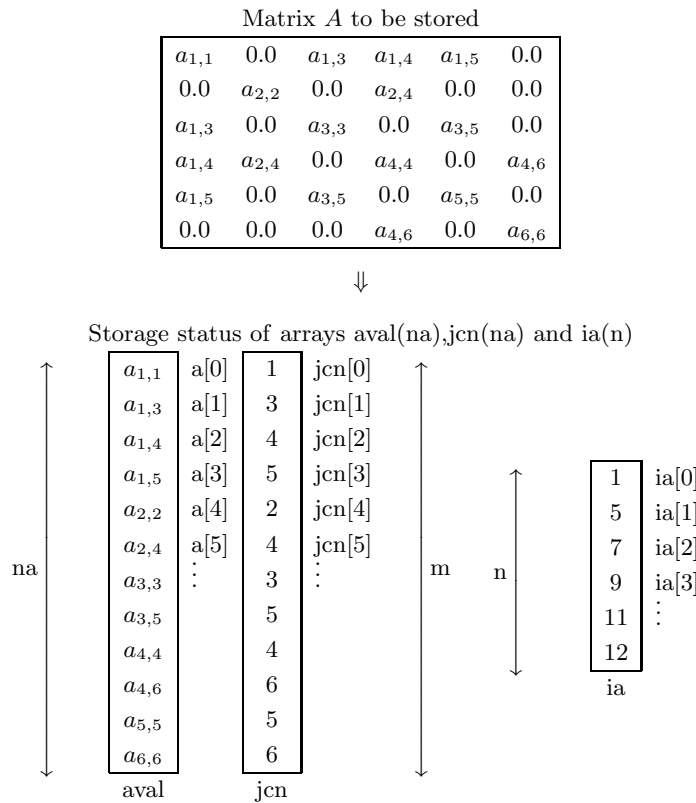 Matrix A to be stored
a1,1 0.0 a1,3 a1,4 a1,5 0.0
0.0 a2,2 0.0 a2,4 0.0 0.0
a1,3 0.0 a3,3 0.0 a3,5 0.0
a1,4 a2,4 0.0 a4,4 0.0 a4,6
a1,5 0.0 a3,5 0.0 a5,5 0.0
0.0 0.0 0.0 a4,6 0.0 a6,6
⇓
Storage status of arrays aval(na),jcn(na) and ia(n)
a1,1 a[0] 1 jcn[0]
a1,3 a[1] 3 jcn[1]
a1,4 a[2] 4 jcn[2]
a1,5 a[3] 5 jcn[3]
a2,2 a[4] 2 jcn[4]
a2,4 a[5] 4 jcn[5]
a3,3 ⋮ 3 ⋮
a3,5 5
a4,4 4
a4,6 6
a5,5 5
a6,6 6
na
aval
jcn
m
n
1 ia[0]
5 ia[1]
7 ia[2]
9 ia[3]
11 ⋮
12
ia